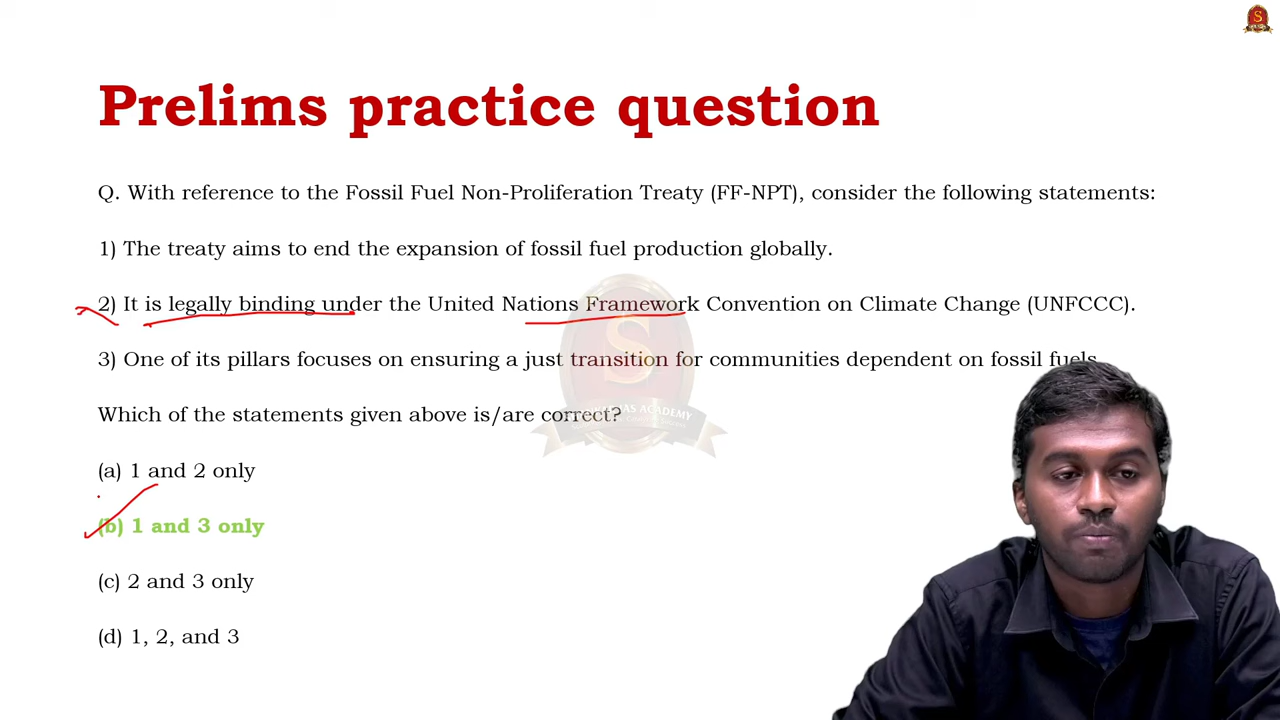 Prelims practice question
Q. With reference to the Fossil Fuel Non-Proliferation Treaty (FF-NPT), consider the following statements:
1) The treaty aims to end the expansion of fossil fuel production globally.
2) It is legally binding under the United Nations Framework Convention on Climate Change (UNFCCC).
3) One of its pillars focuses on ensuring a just transition for communities dependent on fossil fuels
Which of the statements given above is/are correct?
(a) 1 and 2 only
(b) 1 and 3 only
(c) 2 and 3 only
(d) 1, 2, and 3
S
ACADEMY
S